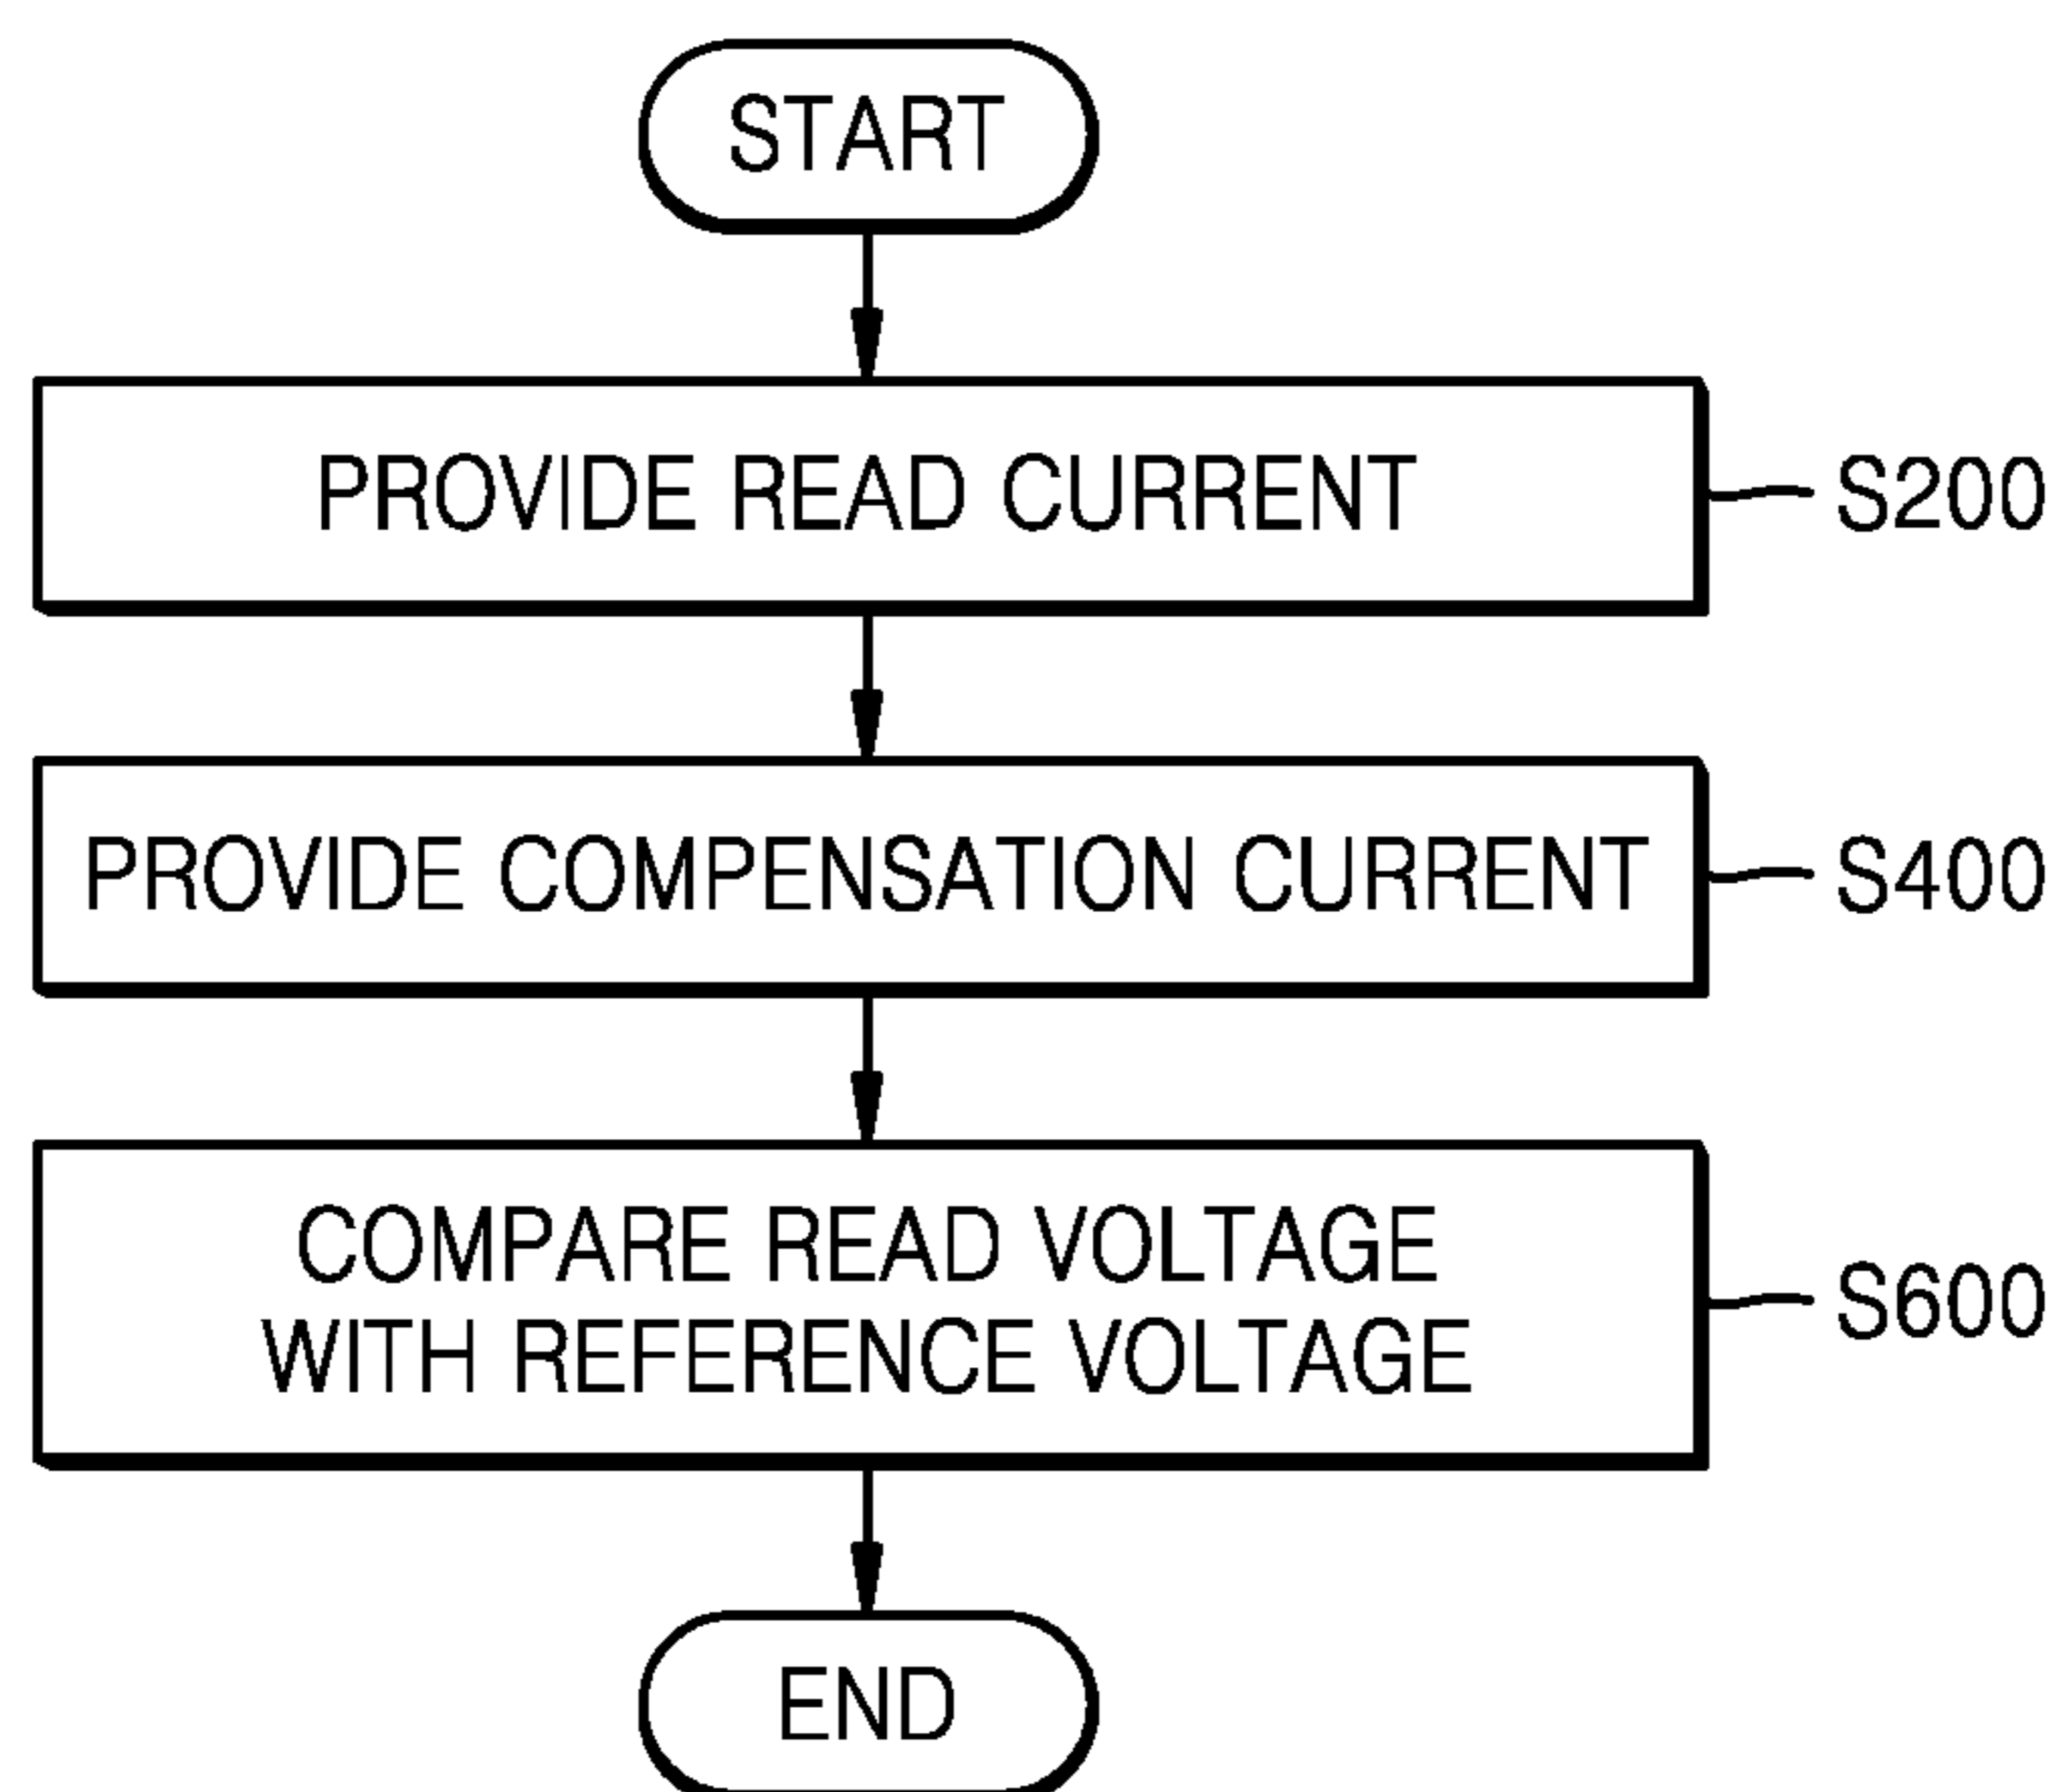 START
PROVIDE READ CURRENT
S200
PROVIDE COMPENSATION CURRENT
S400
COMPARE READ VOLTAGE
WITH REFERENCE VOLTAGE
S600
END